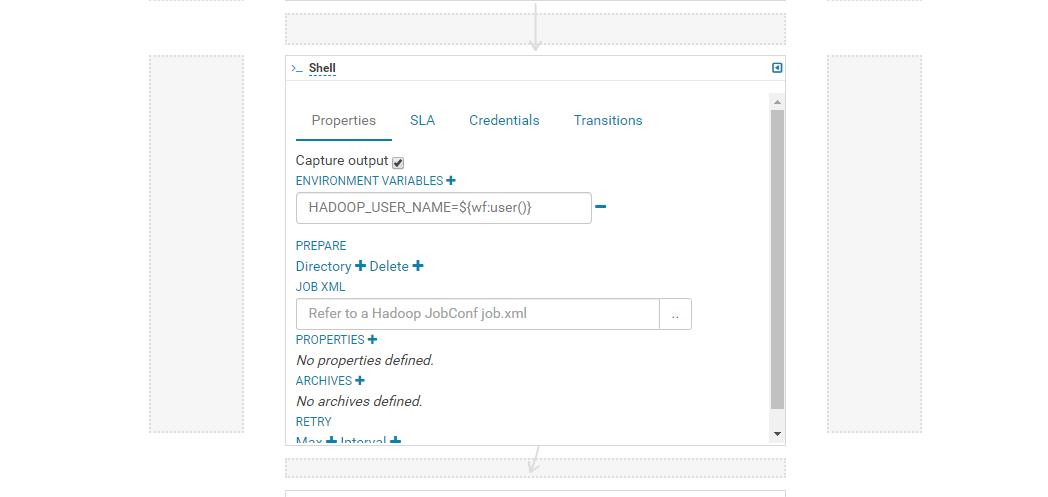 >_ Shell
Properties SLA Credentials Transitions
Capture output
ENVIRONMENT VARIABLES +
HADOOP_USER_NAME=${wf:user()}
PREPARE
Directory + Delete +
JOB XML
Refer to a Hadoop JobConf job.xml ..
PROPERTIES +
No properties defined.
ARCHIVES +
No archives defined.
RETRY
Max + Interval +